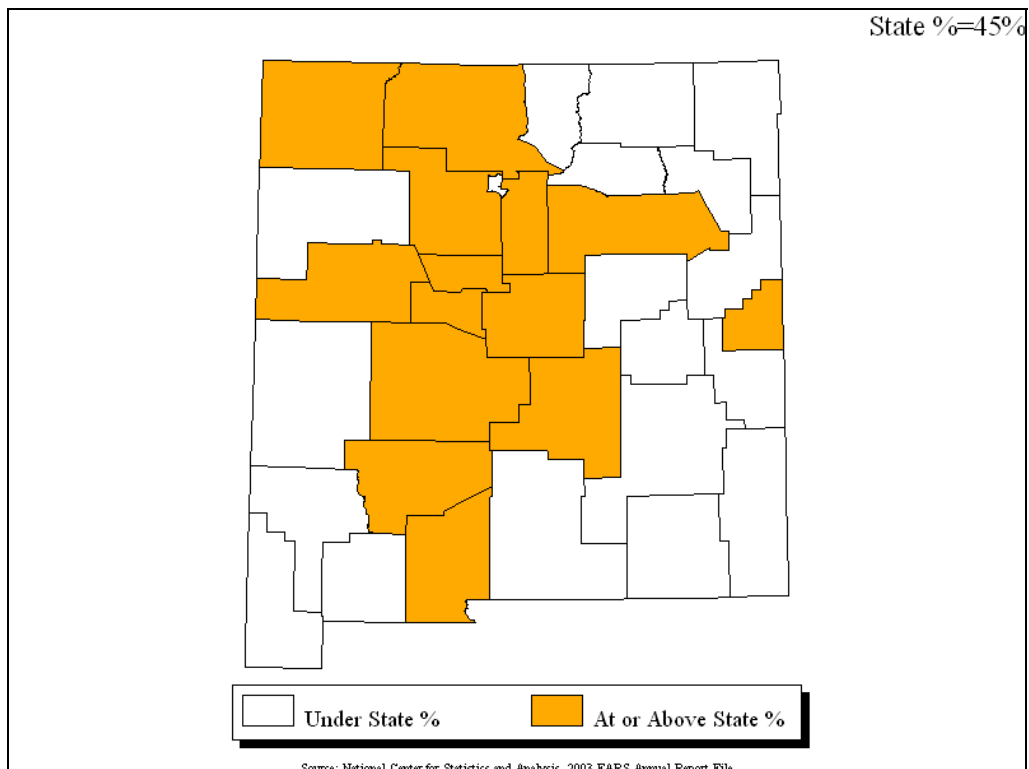 State %=45%
Under State %
At or Above State %
Source: National Center for Statistics and Analysis, 2003 FARS Annual Report File